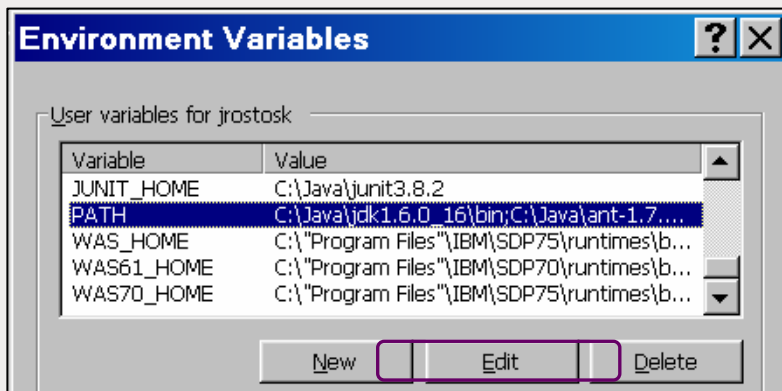 Environment Variables
User variables for jrostosk
Variable Value
JUNIT_HOME C:\Java\junit3.8.2
PATH C:\Java\jdk1.6.0_16\bin;C:\Java\ant-1.7....
WAS_HOME C:\"Program Files"\IBM\SDP75\runtimes\b...
WAS61_HOME C:\"Program Files"\IBM\SDP70\runtimes\b...
WAS70_HOME C:\"Program Files"\IBM\SDP75\runtimes\b...
New Edit Delete